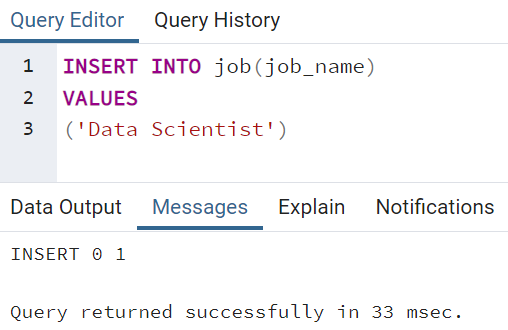 Query Editor Query History
1 INSERT INTO job(job_name)
2 VALUES
3 ('Data Scientist')
Data Output Messages Explain Notifications
INSERT 0 1
Query returned successfully in 33 msec.